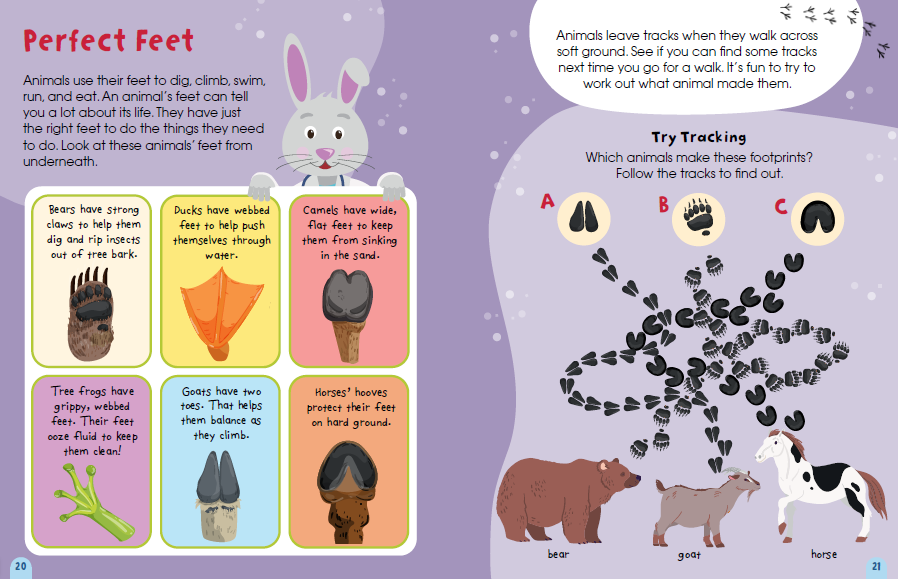 Perfect Feet
Animals use their feet to dig, climb, swim,
run, and eat. An animal's feet can tell
you a lot about its life. They have just
the right feet to do the things they need
to do. Look at these animals' feet from
underneath.
Bears have strong
claws to help them
dig and rip insects
out of tree bark.
Ducks have webbed
feet to help push
themselves through
water.
Camels have wide,
flat feet to keep
them from sinking
in the sand.
Tree frogs have
grippy, webbed
feet. Their feet
ooze fluid to keep
them clean!
Goats have two
toes. That helps
them balance as
they climb.
Horses' hooves
protect their feet
on hard ground.
20
Animals leave tracks when they walk across
soft ground. See if you can find some tracks
next time you go for a walk. It's fun to try to
work out what animal made them.
Try Tracking
Which animals make these footprints?
Follow the tracks to find out.
A
B
C
bear
goat
horse
21